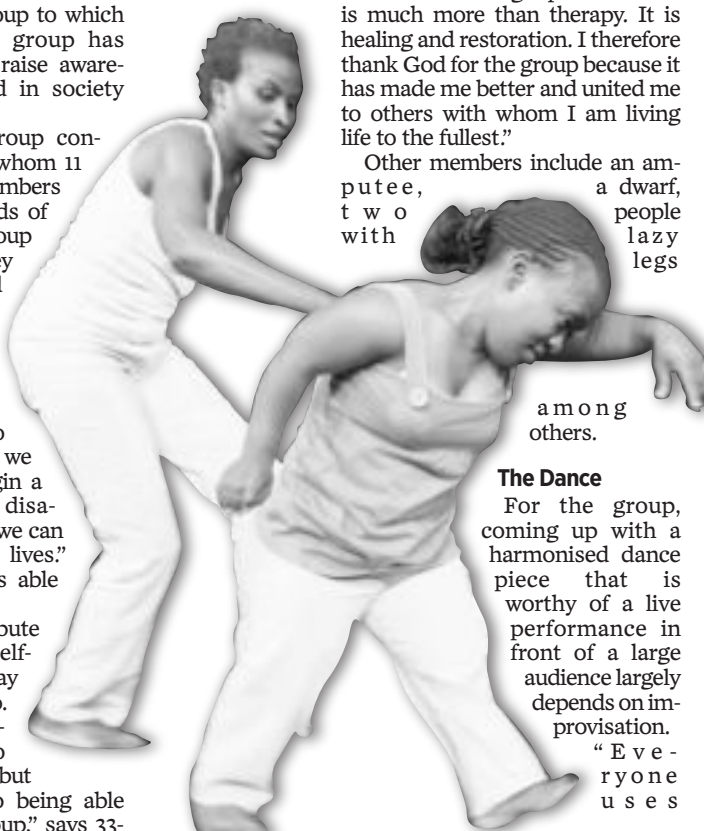 oup to which
group has
raise aware-
d in society
roup con-
whom 11
mbers
ds of
oup
ey
we
gin a
disa-
we can
lives.”
s able
bute
elf-
ay
but
being able
oup,” says 33-
is much more than therapy. It is
healing and restoration. I therefore
thank God for the group because it
has made me better and united me
to others with whom I am living
life to the fullest.”
Other members include an am-
putee, a dwarf,
two people
with lazy
legs
among
others.
The Dance
For the group,
coming up with a
harmonised dance
piece that is
worthy of a live
performance in
front of a large
audience largely
depends on im-
provisation.
“Eve-
ryone
uses